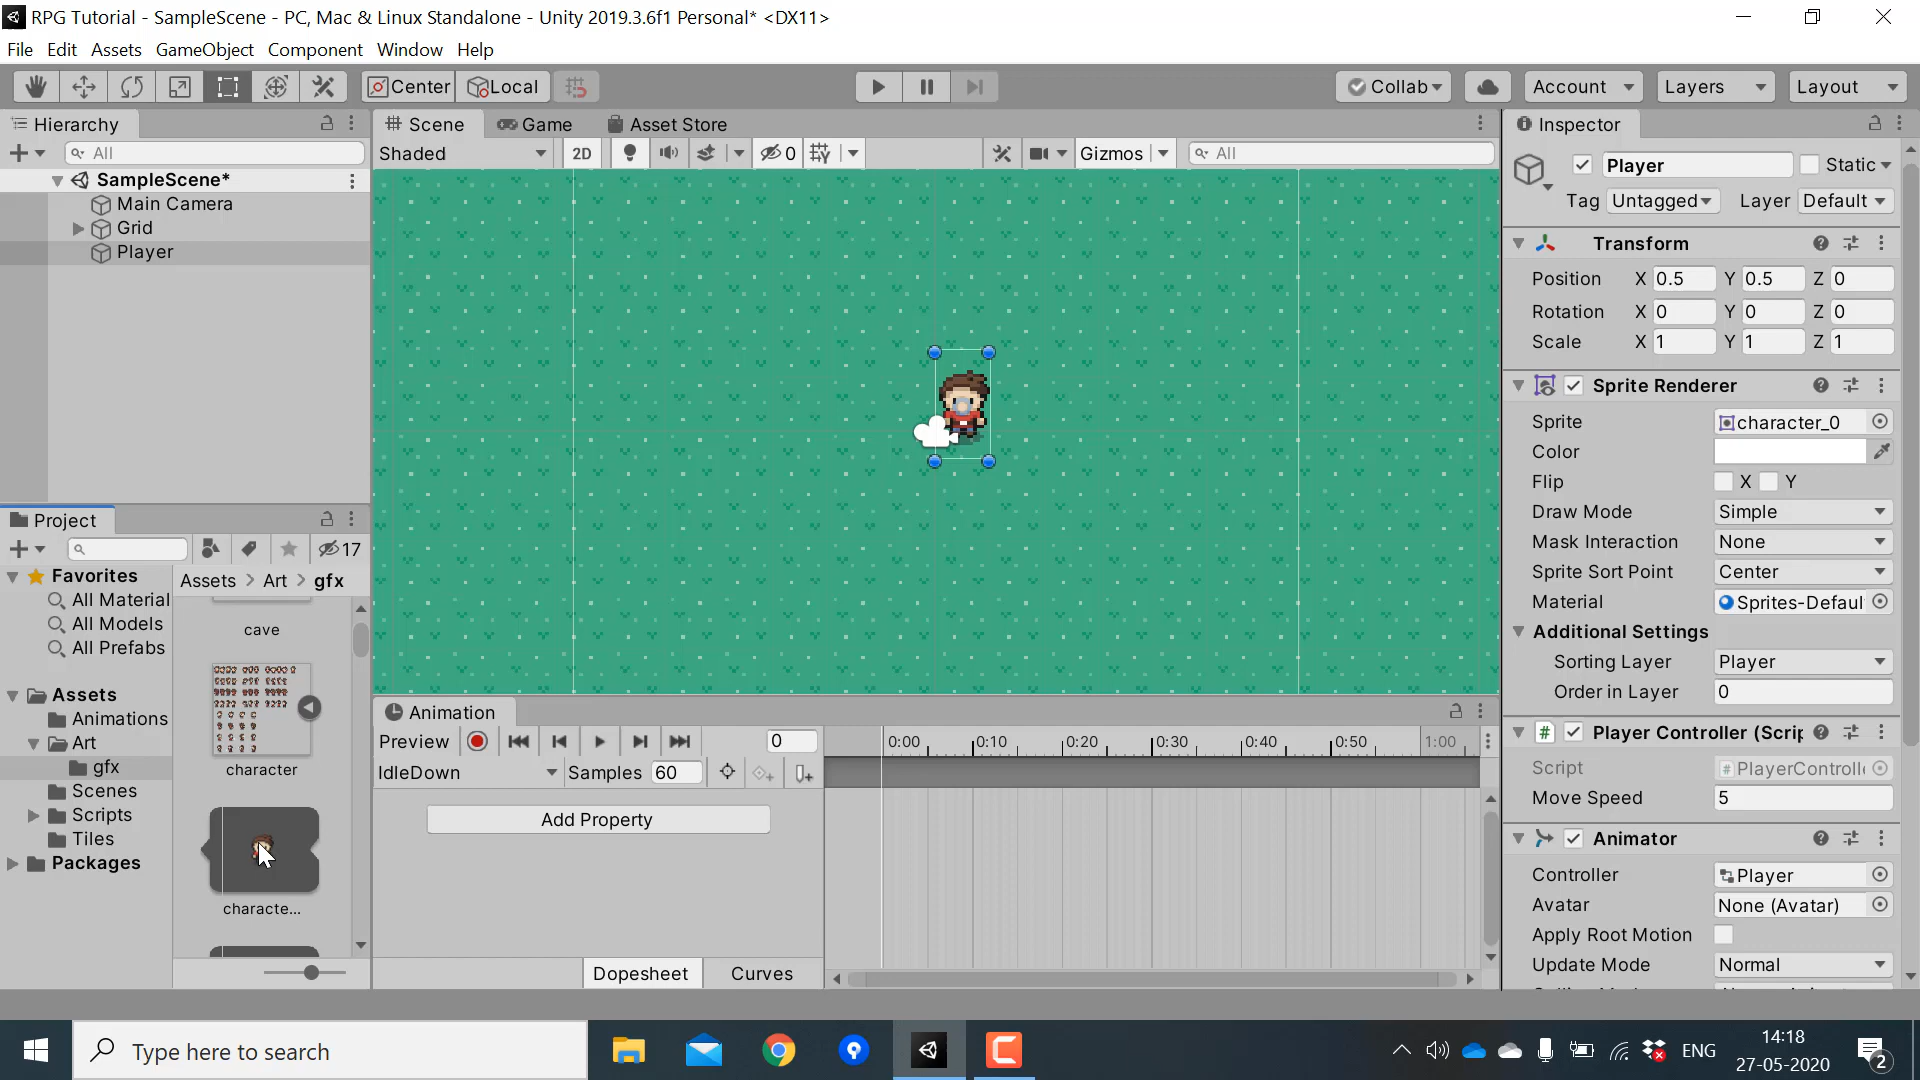 RPG Tutorial - SampleScene - PC, Mac & Linux Standalone - Unity 2019.3.6f1 Personal* <DX11>
File Edit Assets GameObject Component Window Help
Center Local Collab Account Layers Layout
Hierarchy
All
SampleScene*
Main Camera
Grid
Player
Scene Game Asset Store
Shaded 2D 0 Gizmos All
Inspector
Player Static
Tag Untagged Layer Default
Transform
Position X 0.5 Y 0.5 Z 0
Rotation X 0 Y 0 Z 0
Scale X 1 Y 1 Z 1
Sprite Renderer
Sprite character_0
Color
Flip X Y
Draw Mode Simple
Mask Interaction None
Sprite Sort Point Center
Material Sprites-Defaul
Additional Settings
Sorting Layer Player
Order in Layer 0
Player Controller (Scrip
Script PlayerControlle
Move Speed 5
Animator
Controller Player
Avatar None (Avatar)
Apply Root Motion
Update Mode Normal
Project
17
Favorites
All Material
All Models
All Prefabs
Assets
Animations
Art
gfx
Scenes
Scripts
Tiles
Packages
Assets > Art > gfx
cave
character
characte...
Animation
Preview 0
IdleDown Samples 60
Add Property
Dopesheet Curves
0:00 0:10 0:20 0:30 0:40 0:50 1:00
Type here to search
ENG
14:18
27-05-2020
2